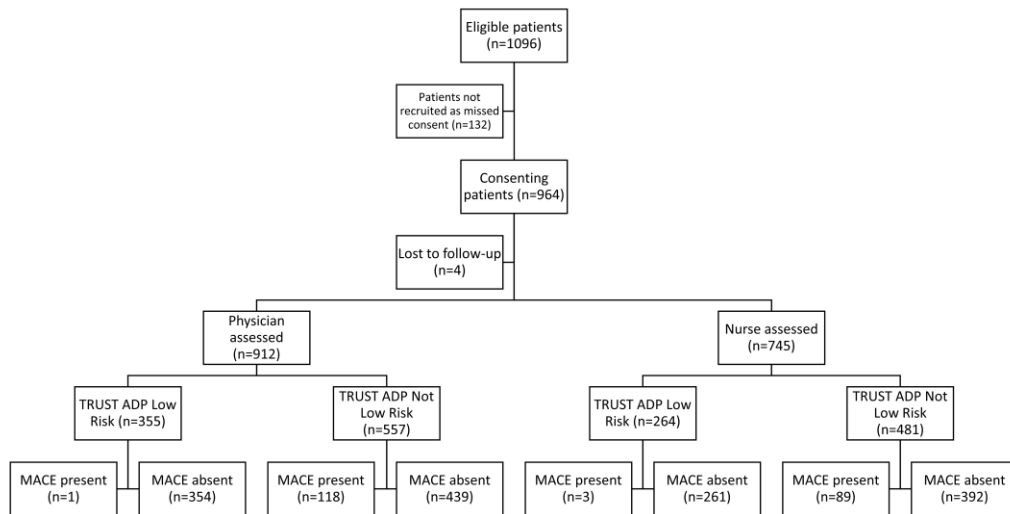 Eligible patients
(n=1096)
Patients not
recruited as missed
consent (n=132)
Consenting
patients (n=964)
Lost to follow-up
(n=4)
Physician
assessed
(n=912)
Nurse assessed
(n=745)
TRUST ADP Low
Risk (n=355)
TRUST ADP Not
Low Risk
(n=557)
TRUST ADP Low
Risk (n=264)
TRUST ADP Not
Low Risk
(n=481)
MACE present
(n=1)
MACE absent
(n=354)
MACE present
(n=118)
MACE absent
(n=439)
MACE present
(n=3)
MACE absent
(n=261)
MACE present
(n=89)
MACE absent
(n=392)